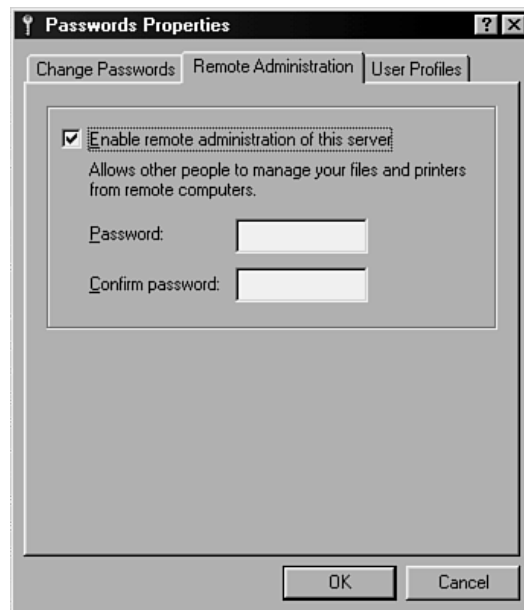 Passwords Properties
Change Passwords Remote Administration User Profiles
Enable remote administration of this server
Allows other people to manage your files and printers
from remote computers.
Password:
Confirm password:
OK Cancel